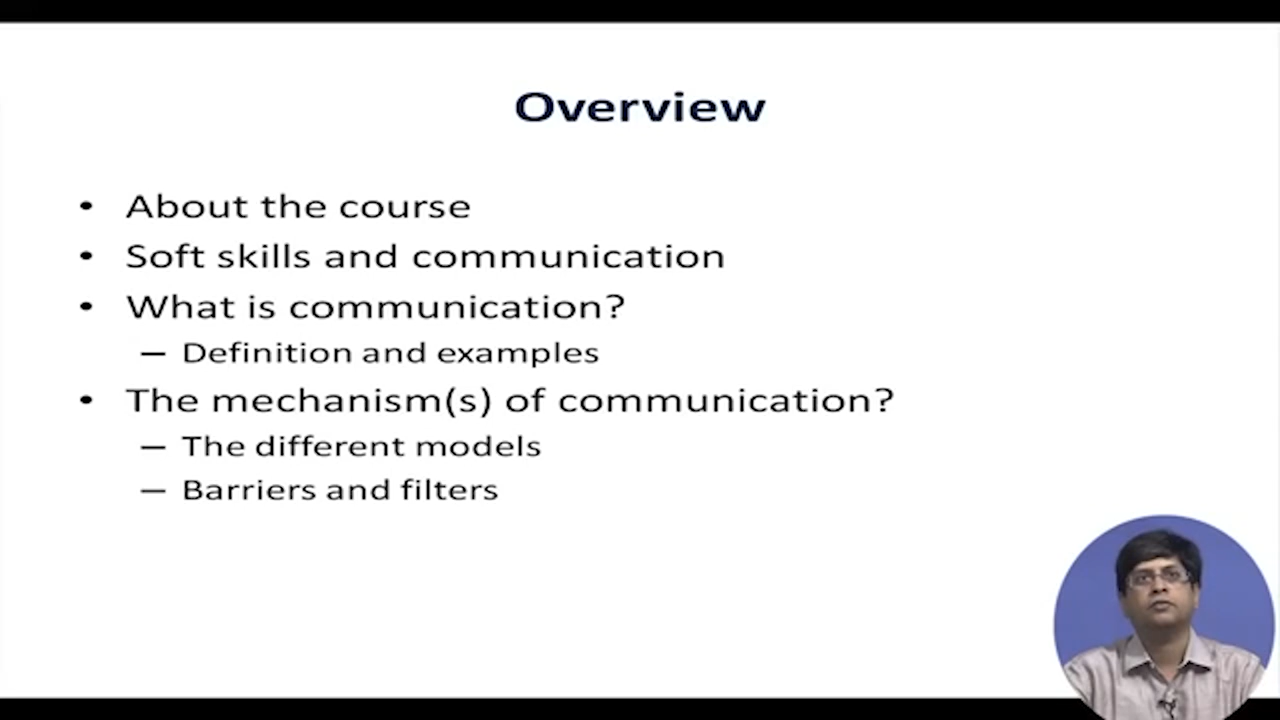 Overview
• About the course
• Soft skills and communication
• What is communication?
– Definition and examples
• The mechanism(s) of communication?
– The different models
– Barriers and filters